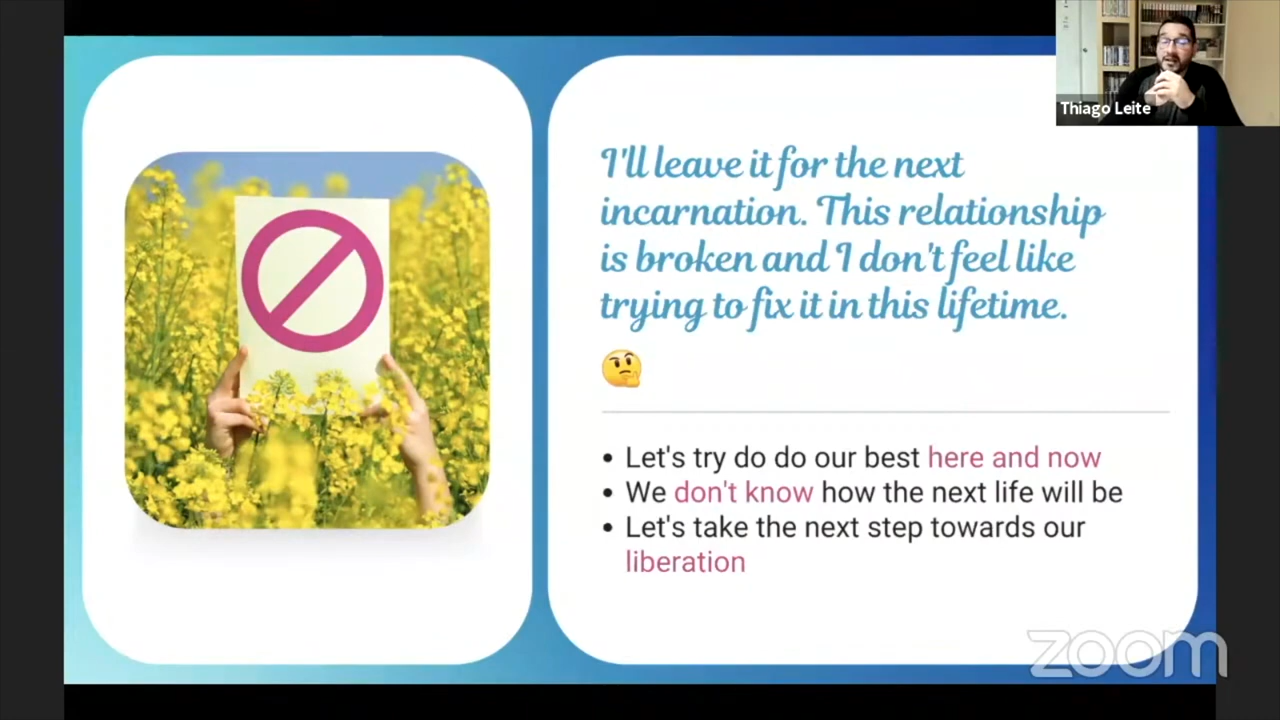 Thiago Leite
I'll leave it for the next
incarnation. This relationship
is broken and I don't feel like
trying to fix it in this lifetime.
• Let's try do do our best here and now
• We don't know how the next life will be
• Let's take the next step towards our
liberation
zoom